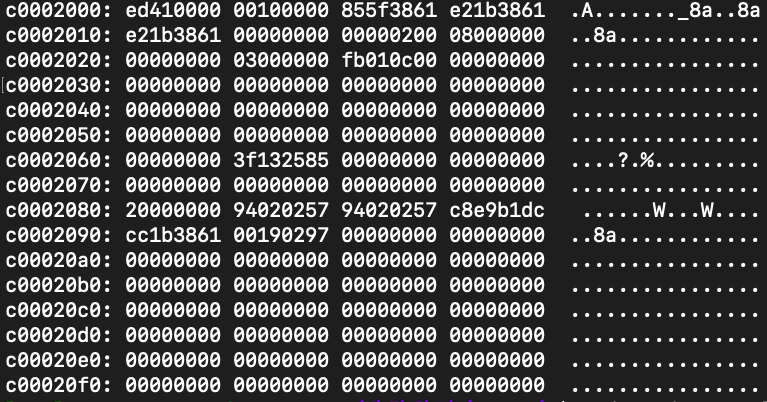 c0002000: ed410000 00100000 855f3861 e21b3861 .A......._8a..8a
c0002010: e21b3861 00000000 00000200 08000000 ..8a............
c0002020: 00000000 03000000 fb010c00 00000000 ................
c0002030: 00000000 00000000 00000000 00000000 ................
c0002040: 00000000 00000000 00000000 00000000 ................
c0002050: 00000000 00000000 00000000 00000000 ................
c0002060: 00000000 3f132585 00000000 00000000 ....?.%.........
c0002070: 00000000 00000000 00000000 00000000 ................
c0002080: 20000000 94020257 94020257 c8e9b1dc  ......W...W....
c0002090: cc1b3861 00190297 00000000 00000000 ..8a............
c00020a0: 00000000 00000000 00000000 00000000 ................
c00020b0: 00000000 00000000 00000000 00000000 ................
c00020c0: 00000000 00000000 00000000 00000000 ................
c00020d0: 00000000 00000000 00000000 00000000 ................
c00020e0: 00000000 00000000 00000000 00000000 ................
c00020f0: 00000000 00000000 00000000 00000000 ................